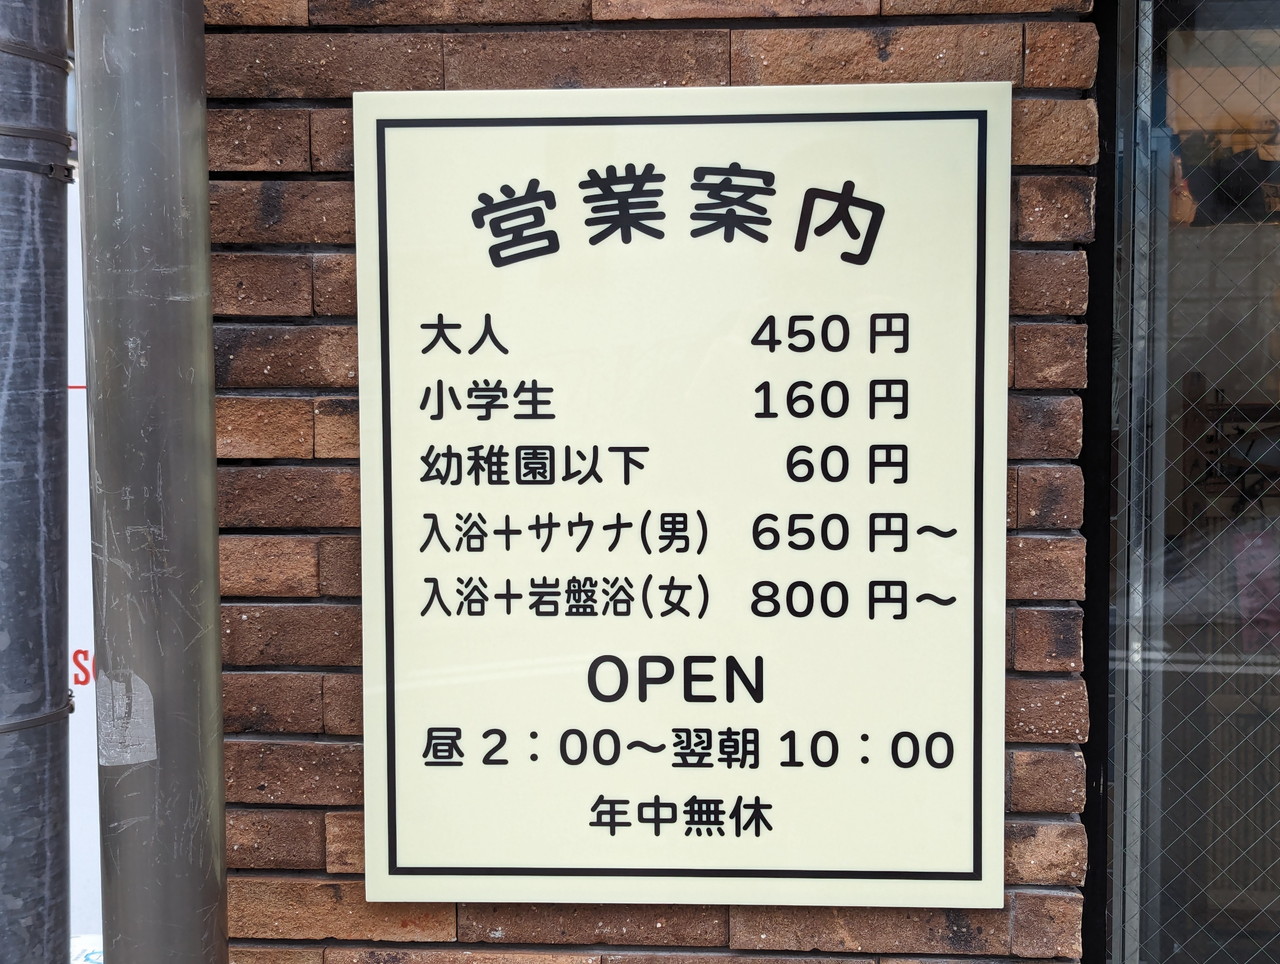 営業案内
大人 450円
小学生 160円
幼稚園以下 60円
入浴＋サウナ(男) 650円〜
入浴＋岩盤浴(女) 800円〜
OPEN
昼2：00〜翌朝10：00
年中無休